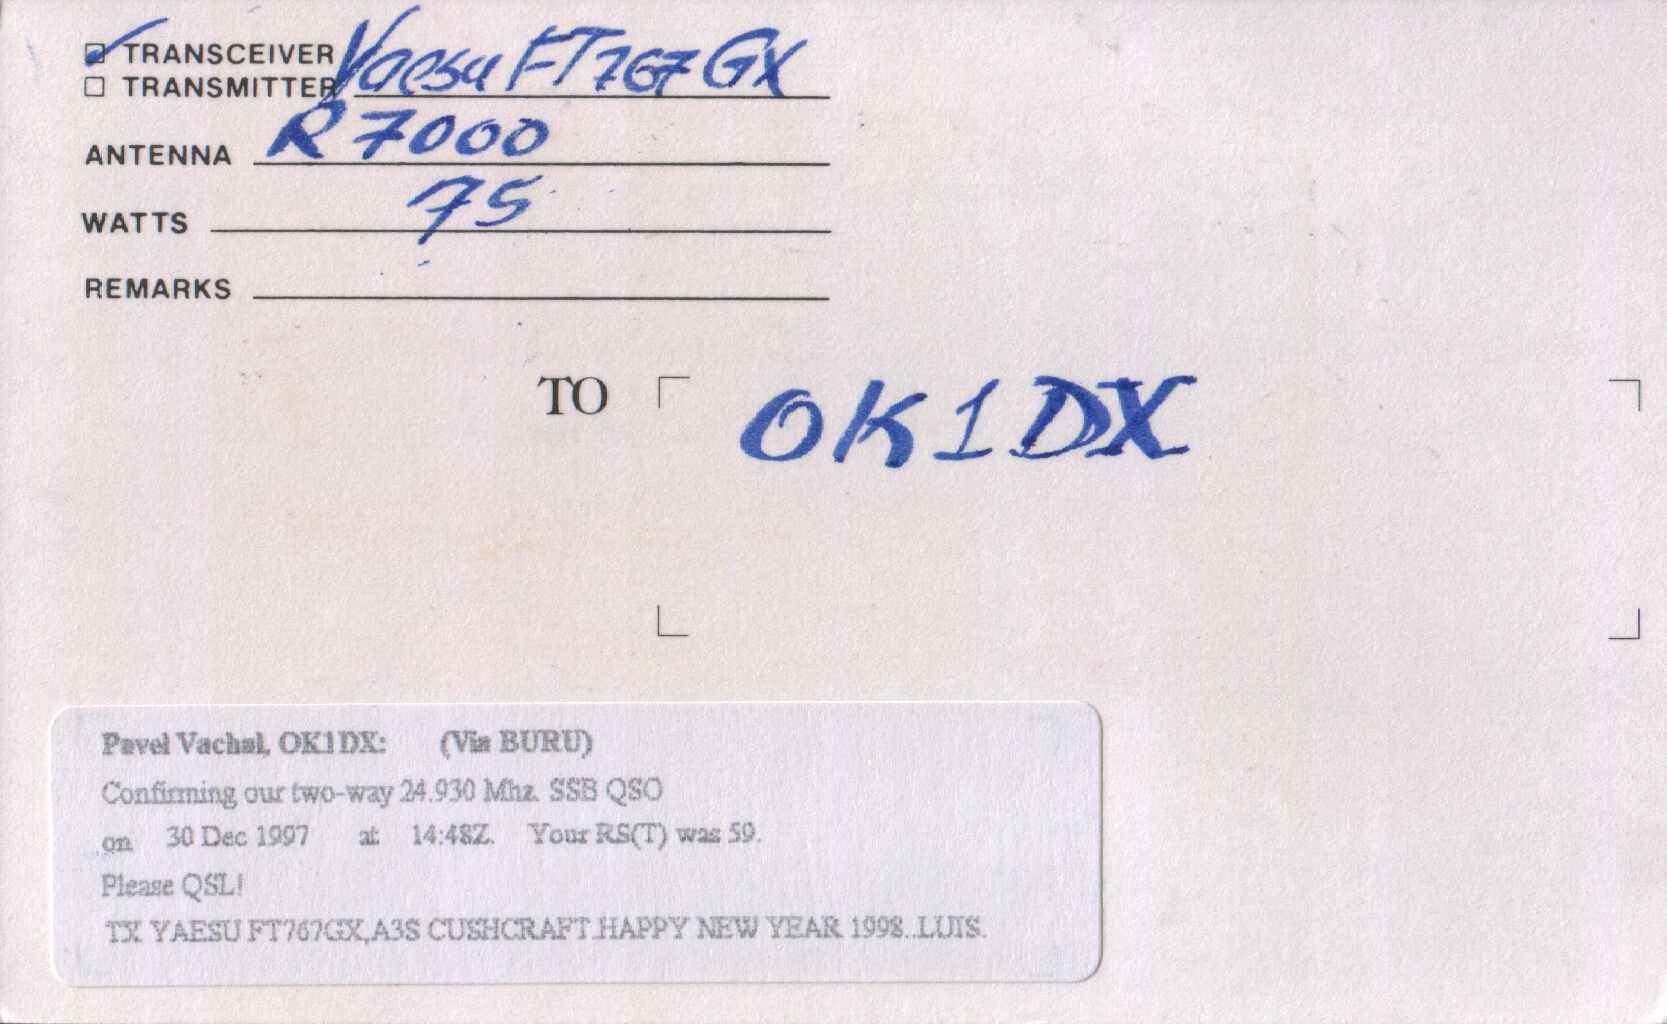 TRANSCEIVER
TRANSMITTER Yaesu FT767GX
ANTENNA R7000
WATTS 75
REMARKS
TO OK1DX
Pavel Vachal, OK1DX: (Via BURU)
Confirming our two-way 24.930 Mhz. SSB QSO
on 30 Dec 1997 at 14:48Z. Your RS(T) was 59.
Please QSL!
TX YAESU FT767GX,A3S CUSHCRAFT.HAPPY NEW YEAR 1998..LUIS.